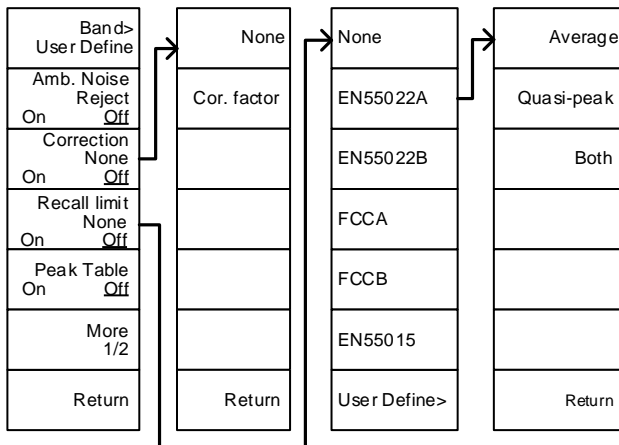 Band>
User Define
Amb. Noise
Reject
On Off
Correction
None
On Off
Recall limit
None
On Off
Peak Table
On Off
More
1/2
Return
None
Cor. factor
Return
None
EN55022A
EN55022B
FCCA
FCCB
EN55015
User Define>
Average
Quasi-peak
Both
Return